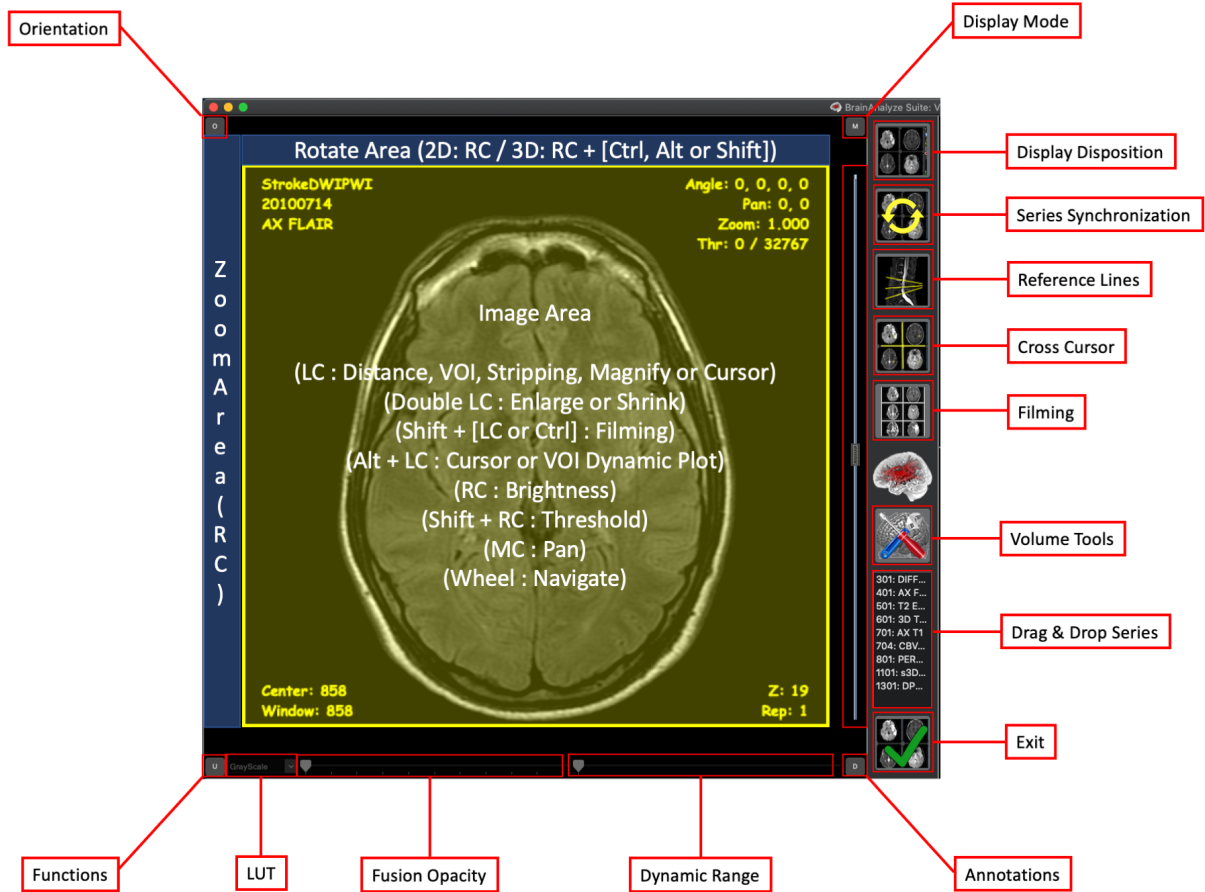 Orientation
Display Mode
BrainAnalyze Suite: V
O
M
Rotate Area (2D: RC / 3D: RC + [Ctrl, Alt or Shift])
Display Disposition
StrokeDWIPWI
20100714
AX FLAIR
Angle: 0, 0, 0, 0
Pan: 0, 0
Zoom: 1.000
Thr: 0 / 32767
Series Synchronization
Zoom Area (RC)
Reference Lines
Image Area
(LC : Distance, VOI, Stripping, Magnify or Cursor)
(Double LC : Enlarge or Shrink)
(Shift + [LC or Ctrl] : Filming)
(Alt + LC : Cursor or VOI Dynamic Plot)
(RC : Brightness)
(Shift + RC : Threshold)
(MC : Pan)
(Wheel : Navigate)
Cross Cursor
Filming
Volume Tools
301: DIFF...
401: AX F...
501: T2 E...
601: 3D T...
701: AX T1
704: CBV...
801: PER...
1101: s3D...
1301: DP...
Drag & Drop Series
Center: 858
Window: 858
Z: 19
Rep: 1
Exit
U
GrayScale
D
Functions
LUT
Fusion Opacity
Dynamic Range
Annotations